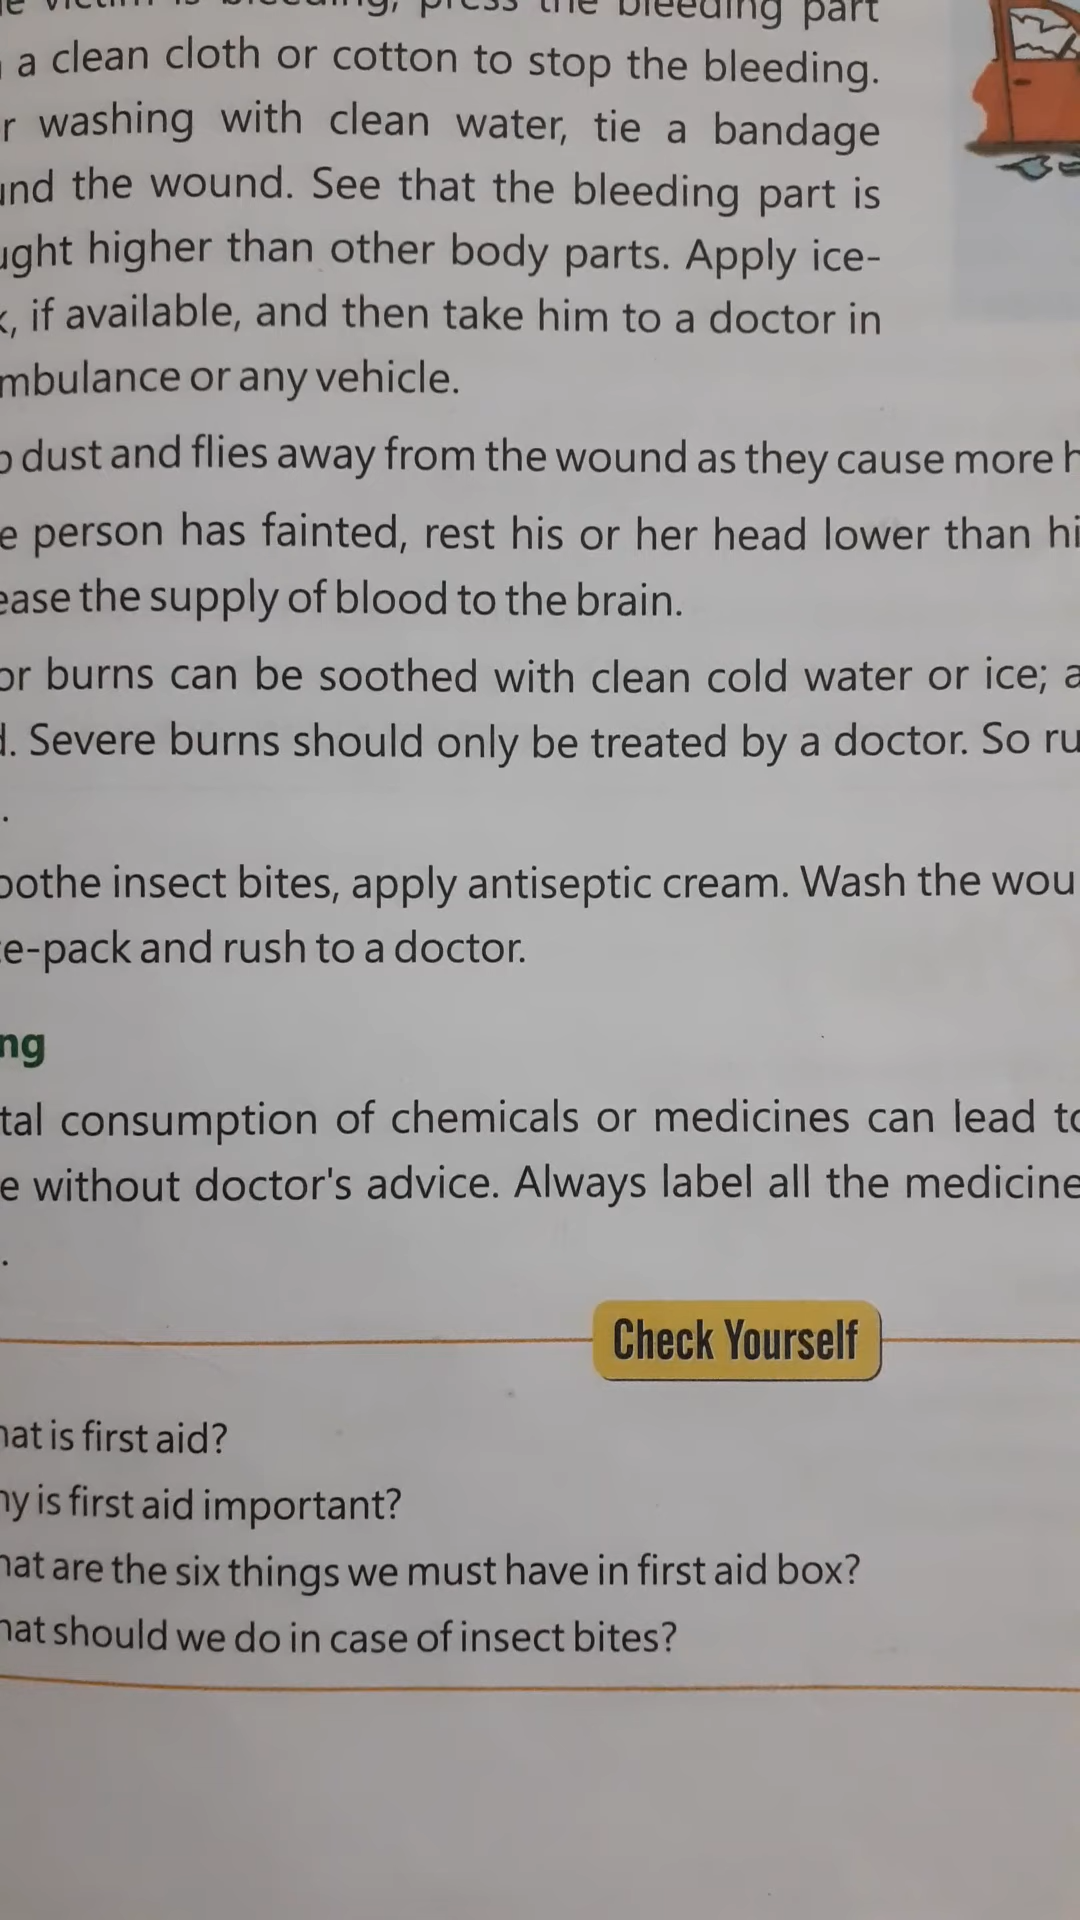 victim is bleeding, press the bleeding part
a clean cloth or cotton to stop the bleeding.
r washing with clean water, tie a bandage
und the wound. See that the bleeding part is
ught higher than other body parts. Apply ice-
, if available, and then take him to a doctor in
mbulance or any vehicle.
dust and flies away from the wound as they cause more h
e person has fainted, rest his or her head lower than hi
ease the supply of blood to the brain.
or burns can be soothed with clean cold water or ice; a
. Severe burns should only be treated by a doctor. So ru
.
oothe insect bites, apply antiseptic cream. Wash the wou
e-pack and rush to a doctor.
ng
tal consumption of chemicals or medicines can lead to
e without doctor's advice. Always label all the medicine
.
Check Yourself
hat is first aid?
hy is first aid important?
hat are the six things we must have in first aid box?
hat should we do in case of insect bites?